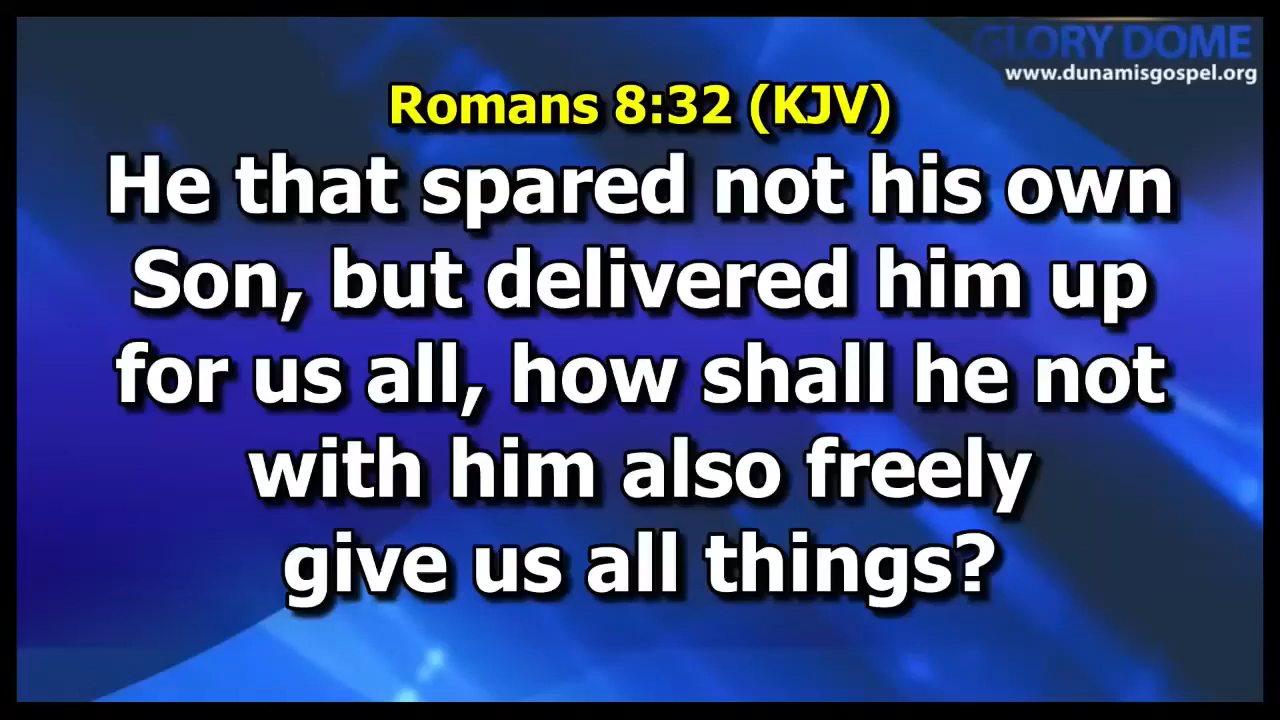 GLORY DOME
www.dunamisgospel.org
Romans 8:32 (KJV)
He that spared not his own
Son, but delivered him up
for us all, how shall he not
with him also freely
give us all things?